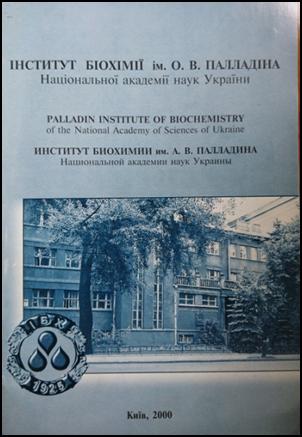 ІНСТИТУТ БІОХІМІЇ ім. О. В. ПАЛЛАДІНА
Національної академії наук України
PALLADIN INSTITUTE OF BIOCHEMISTRY
of the National Academy of Sciences of Ukraine
ИНСТИТУТ БИОХИМИИ им. А. В. ПАЛЛАДИНА
Национальной академии наук Украины
ІБХ
1925
Київ, 2000